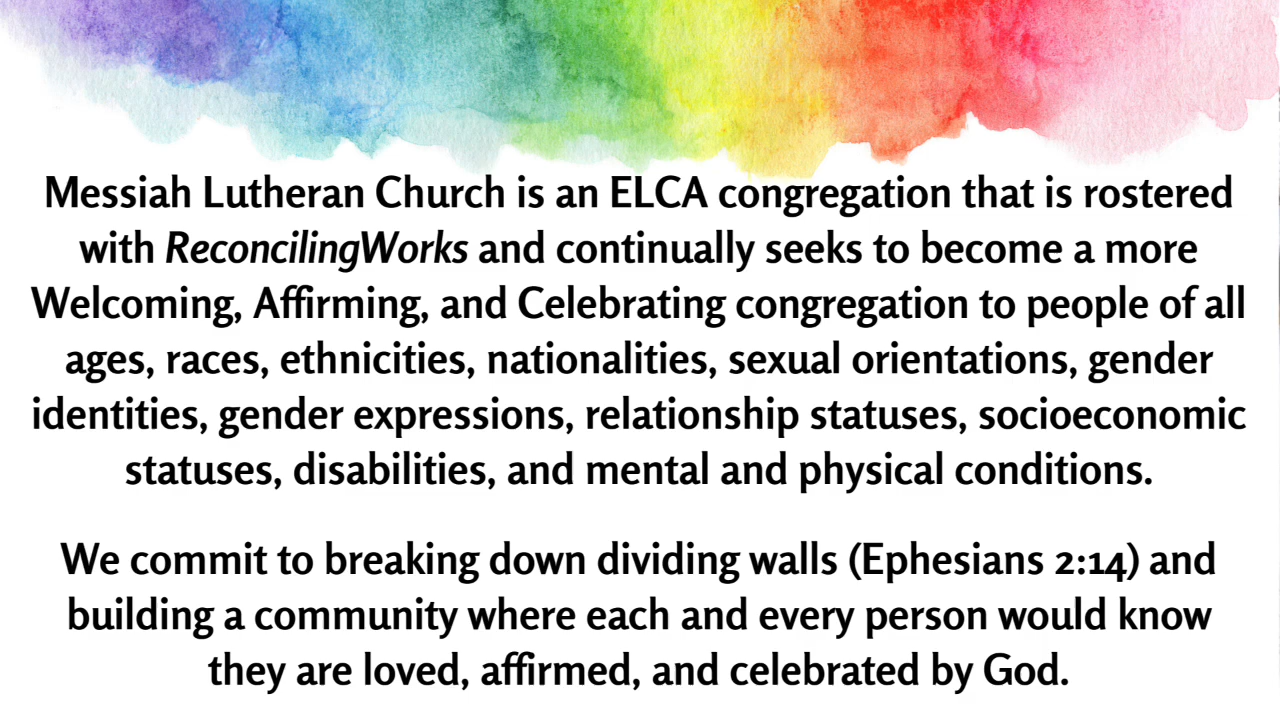 Messiah Lutheran Church is an ELCA congregation that is rostered
with ReconcilingWorks and continually seeks to become a more
Welcoming, Affirming, and Celebrating congregation to people of all
ages, races, ethnicities, nationalities, sexual orientations, gender
identities, gender expressions, relationship statuses, socioeconomic
statuses, disabilities, and mental and physical conditions.
We commit to breaking down dividing walls (Ephesians 2:14) and
building a community where each and every person would know
they are loved, affirmed, and celebrated by God.